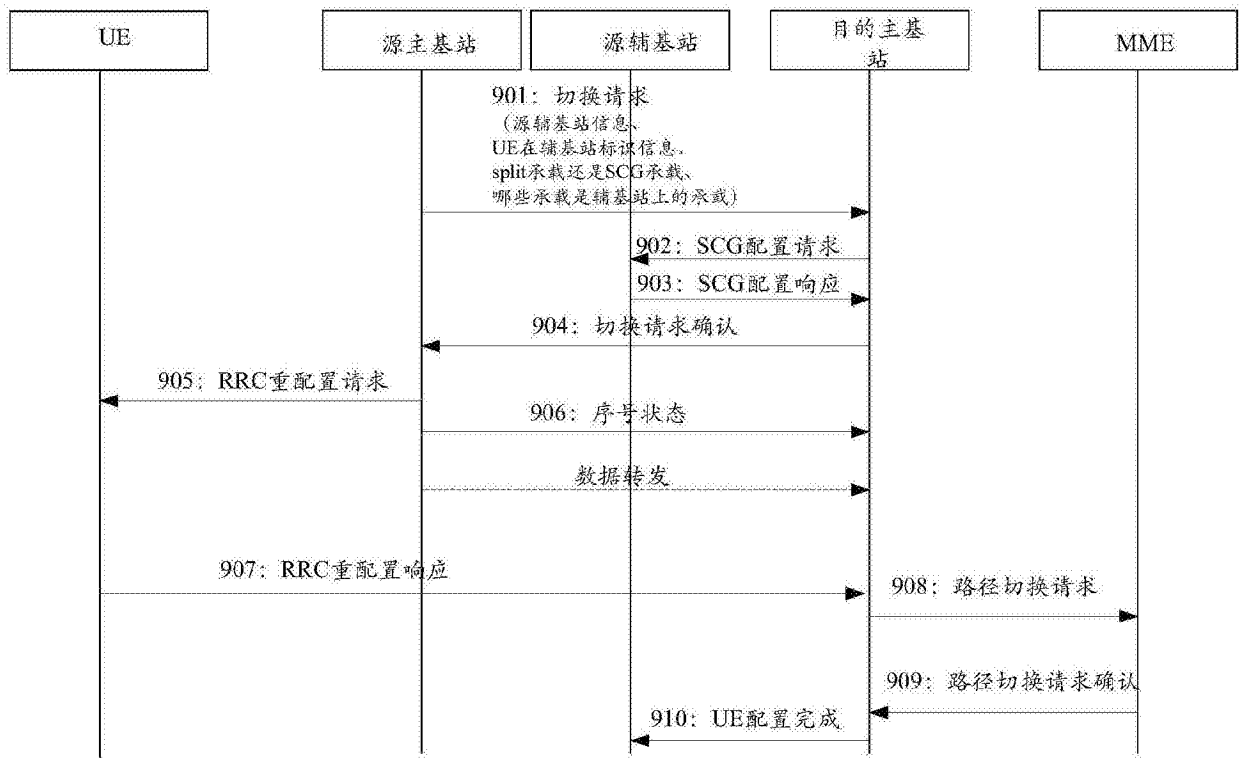 UE
源主基站
源辅基站
目的主基
站
MME
901：切换请求
（源辅基站信息、
UE在辅基站标识信息、
split承载还是SCG承载、
哪些承载是辅基站上的承载）
902：SCG配置请求
903：SCG配置响应
904：切换请求确认
905：RRC重配置请求
906：序号状态
数据转发
907：RRC重配置响应
908：路径切换请求
909：路径切换请求确认
910：UE配置完成